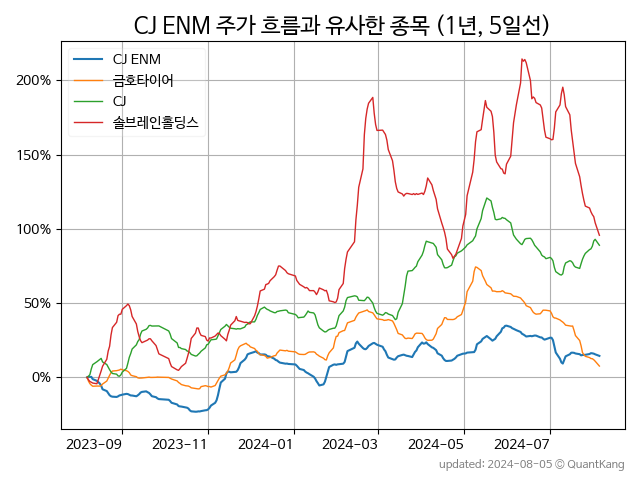 CJ ENM 주가 흐름과 유사한 종목 (1년, 5일선)
CJ ENM
금호타이어
CJ
솔브레인홀딩스
200%
150%
100%
50%
0%
2023-09 2023-11 2024-01 2024-03 2024-05 2024-07
updated: 2024-08-05 © QuantKang